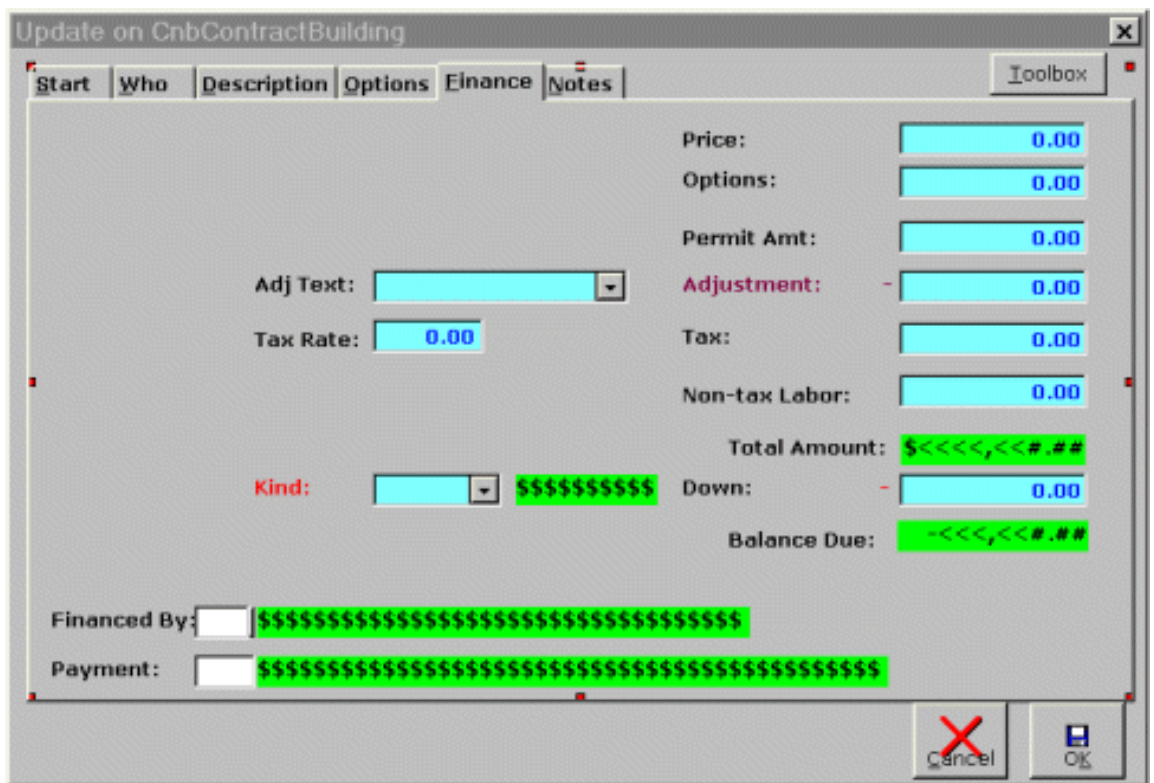 Update on CnbContractBuilding
Toolbox
Start Who Description Options Finance Notes
Price: 0.00
Options: 0.00
Permit Amt: 0.00
Adj Text: Adjustment: - 0.00
Tax Rate: 0.00 Tax: 0.00
Non-tax Labor: 0.00
Total Amount: $<<<<,<<#.##
Kind: $$$$$$$$$$ Down: - 0.00
Balance Due: -<<<,<<#.##
Financed By: $$$$$$$$$$$$$$$$$$$$$$$$$$$$$$$$$$$
Payment: $$$$$$$$$$$$$$$$$$$$$$$$$$$$$$$$$$$$$$$$$$$$$
Cancel OK